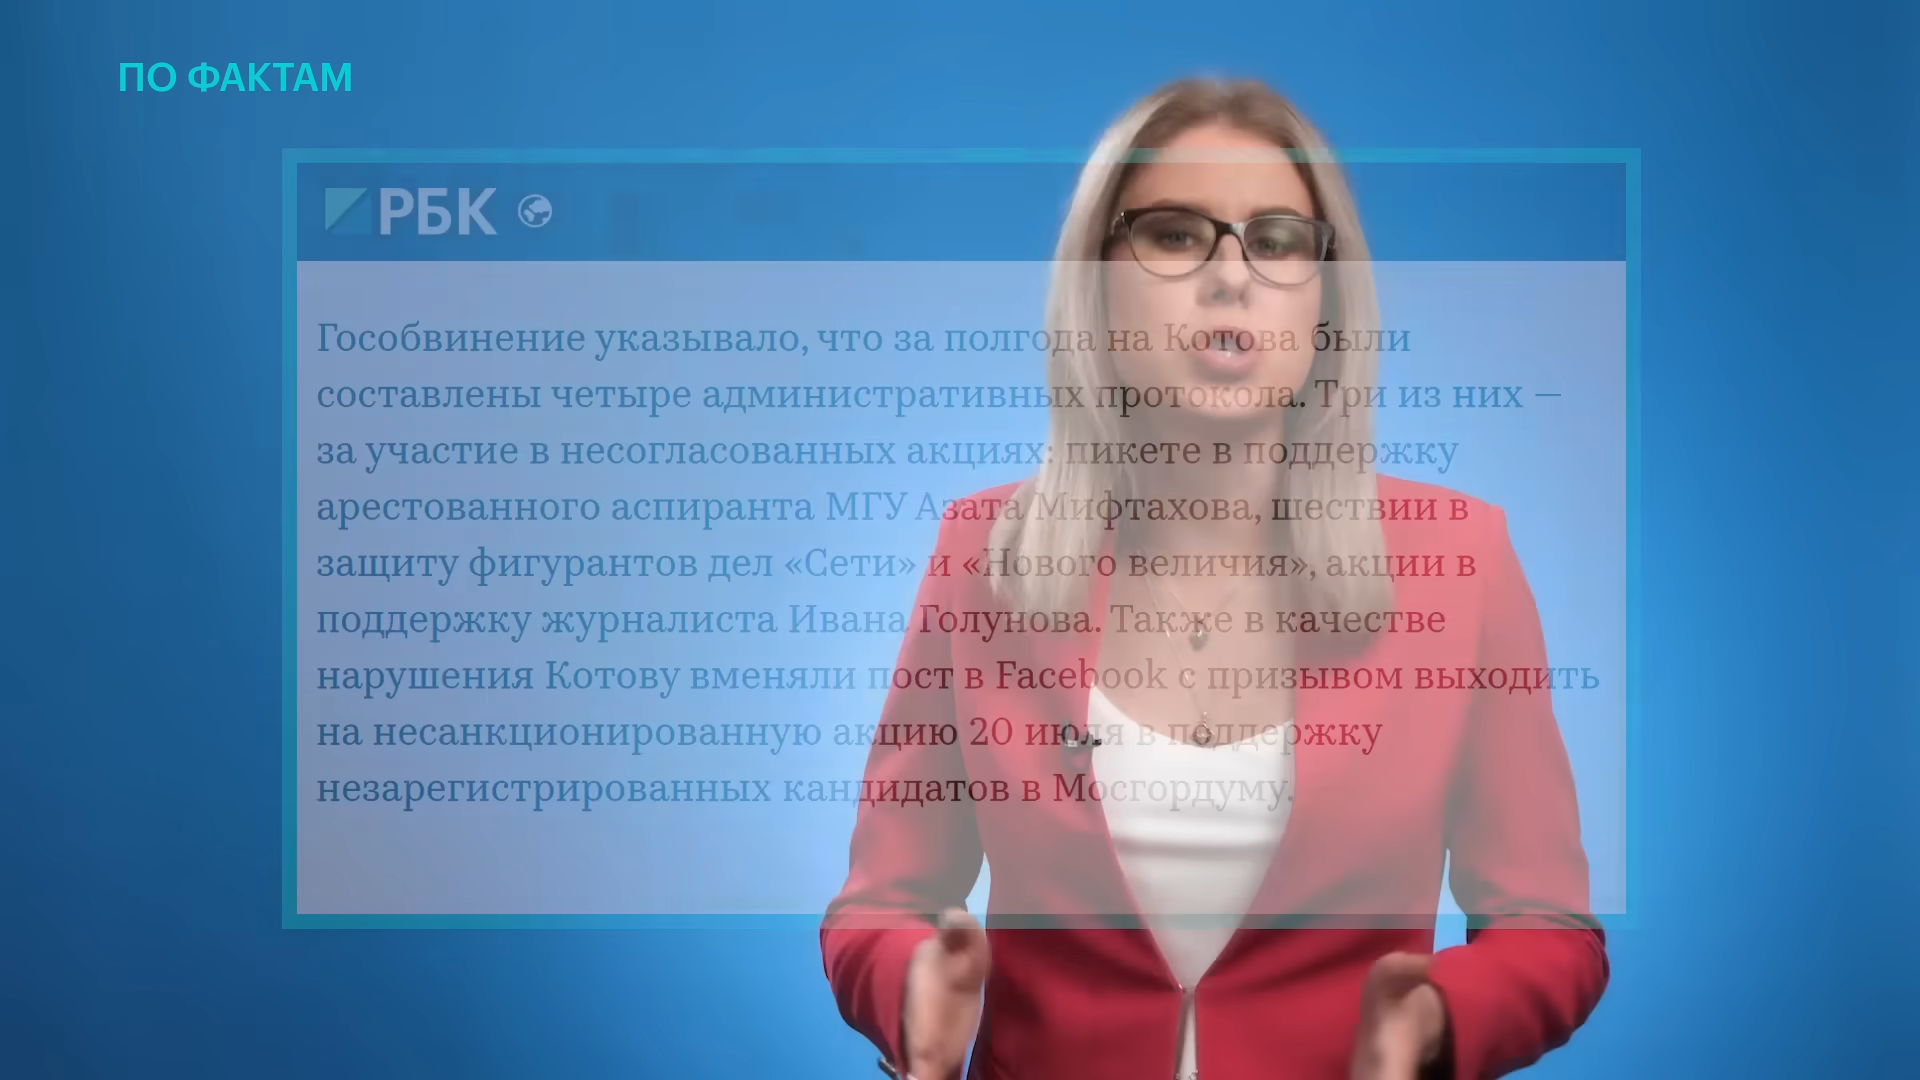 ПО ФАКТАМ
РБК
Гособвинение указывало, что за полгода на Котова были
составлены четыре административных протокола. Три из них —
за участие в несогласованных акциях: пикете в поддержку
арестованного аспиранта МГУ Азата Мифтахова, шествии в
защиту фигурантов дел «Сети» и «Нового величия», акции в
поддержку журналиста Ивана Голунова. Также в качестве
нарушения Котову вменяли пост в Facebook с призывом выходить
на несанкционированную акцию 20 июля в поддержку
незарегистрированных кандидатов в Мосгордуму.